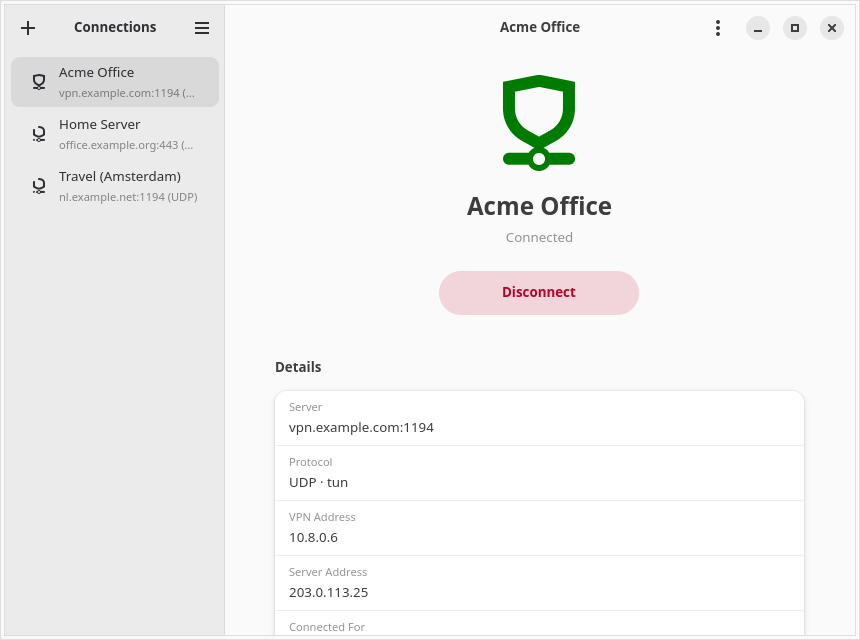 Connections
Acme Office
vpn.example.com:1194 (...
Home Server
office.example.org:443 (...
Travel (Amsterdam)
nl.example.net:1194 (UDP)
Acme Office
Acme Office
Connected
Disconnect
Details
Server
vpn.example.com:1194
Protocol
UDP · tun
VPN Address
10.8.0.6
Server Address
203.0.113.25
Connected For